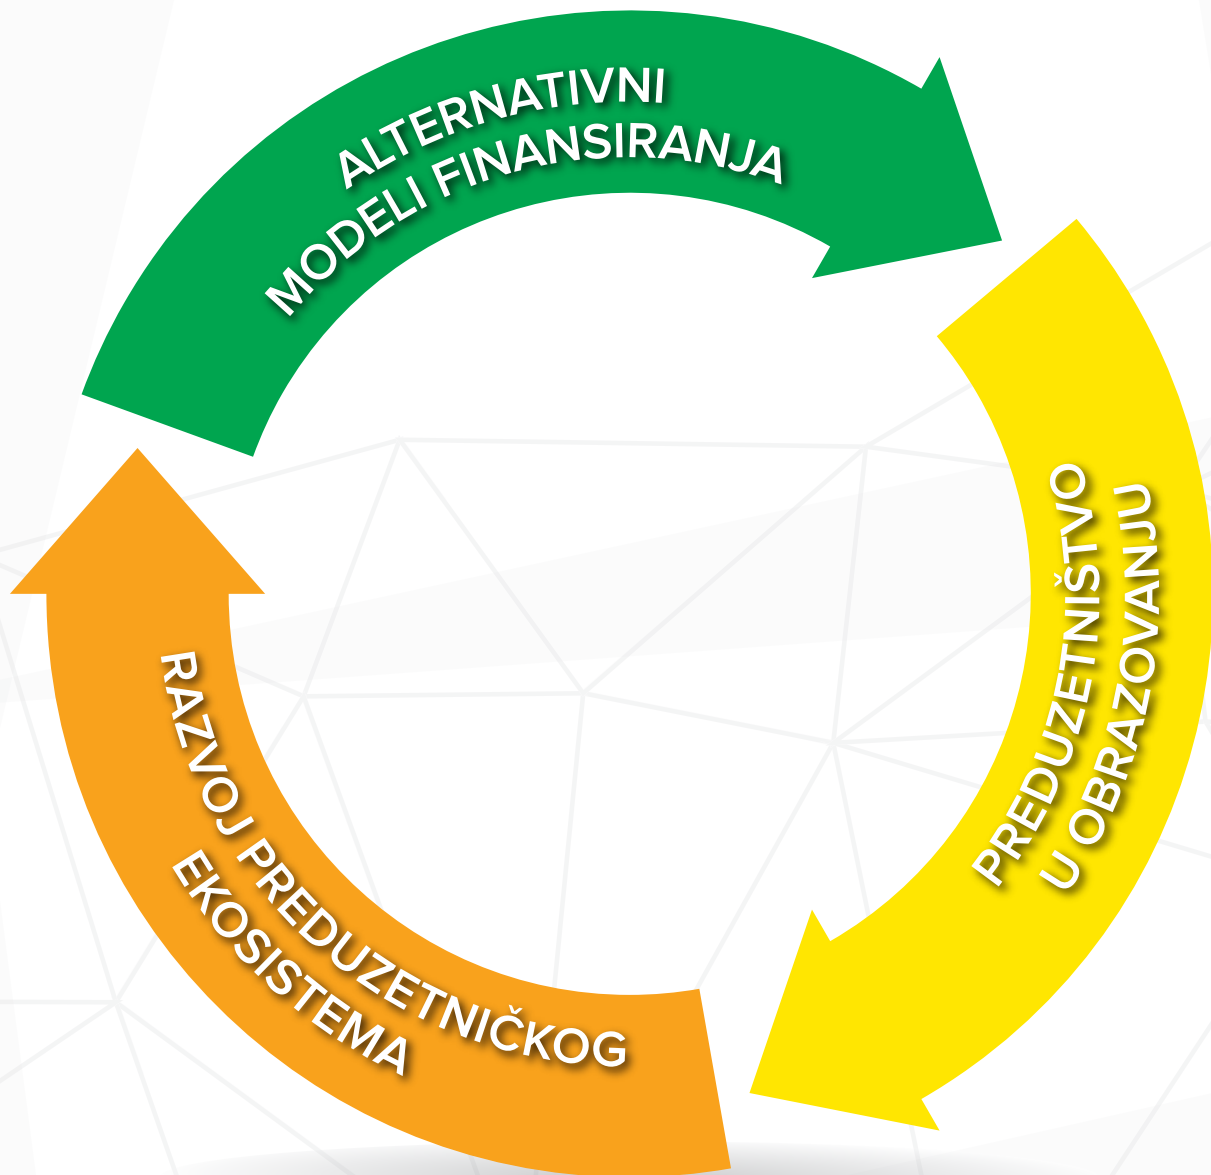 ALTERNATIVNI
MODELI FINANSIRANJA
PREDUZETNIŠTVO
U OBRAZOVANJU
RAZVOJ PREDUZETNIČKOG
EKOSISTEMA